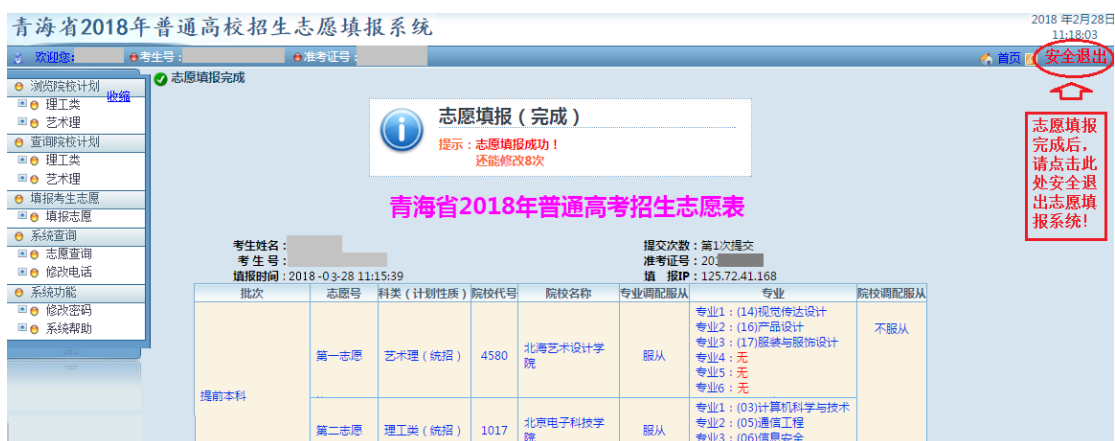 青海省2018年普通高校招生志愿填报系统
2018 年2月28日
11:18:03
欢迎您:
考生号:
准考证号:
首页
安全退出
浏览院校计划
收缩
理工类
艺术理
查询院校计划
理工类
艺术理
填报考生志愿
填报志愿
系统查询
志愿查询
修改电话
系统功能
修改密码
系统帮助
志愿填报完成
志愿填报(完成)
提示:志愿填报成功!
还能修改8次
志愿填报
完成后,
请点击此
处安全退
出志愿填
报系统!
青海省2018年普通高考招生志愿表
考生姓名:
提交次数:第1次提交
考 生 号:
准考证号:201
填报时间:2018-03-28 11:15:39
填 报IP:125.72.41.168
批次 志愿号 科类(计划性质) 院校代号 院校名称 专业调配服从 专业 院校调配服从
提前本科
第一志愿 艺术理(统招) 4580 北海艺术设计学
院
服从
专业1:(14)视觉传达设计
专业2:(16)产品设计
专业3:(17)服装与服饰设计
专业4:无
专业5:无
专业6:无
不服从
第二志愿 理工类(统招) 1017 北京电子科技学
院
服从
专业1:(03)计算机科学与技术
专业2:(05)通信工程
专业3:(06)信息安全